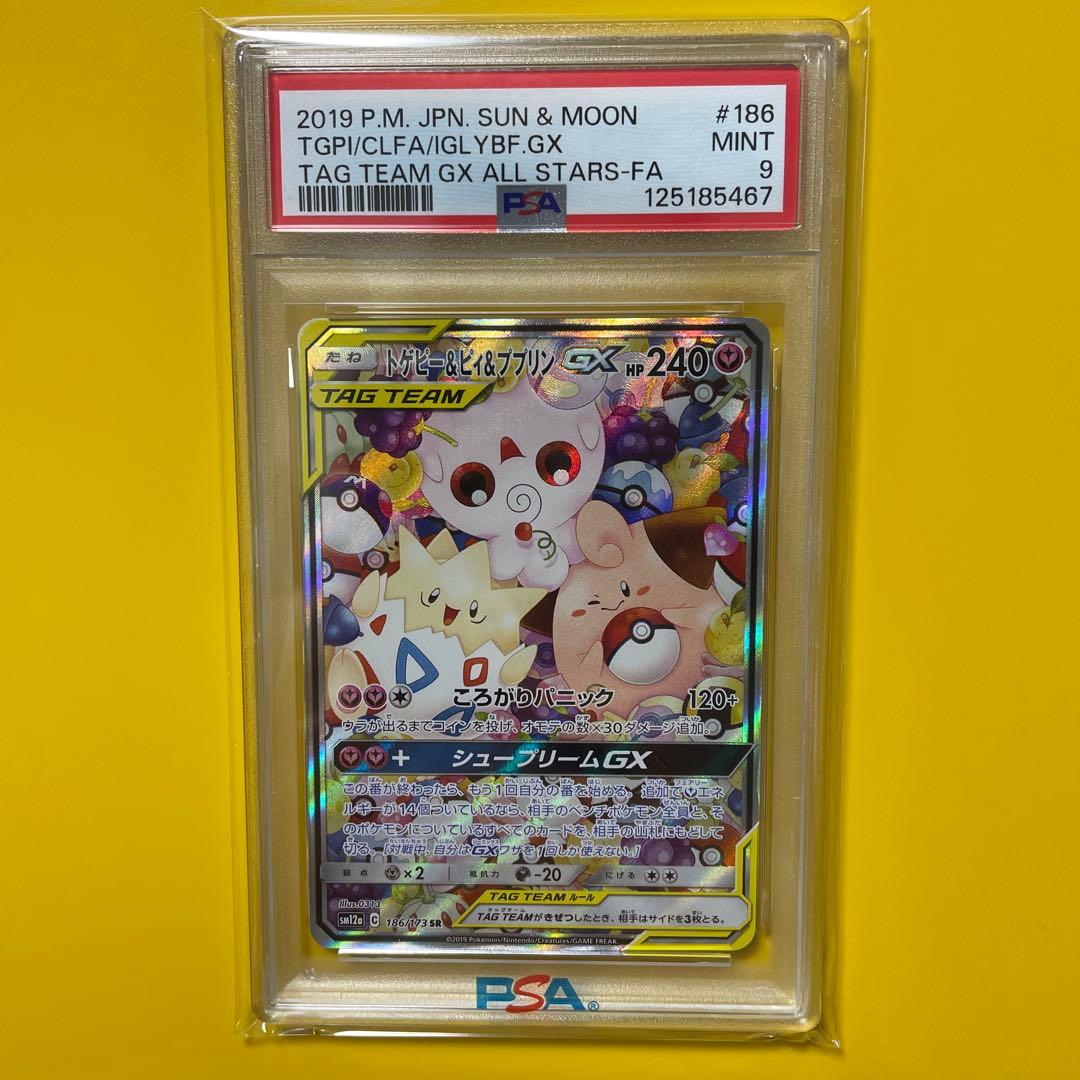 2019 P.M. JPN. SUN & MOON #186
TGPI/CLFA/IGLYBF.GX MINT
TAG TEAM GX ALL STARS-FA 9
PSA 125185467
たね トゲピー&ピィ&ププリン GX HP 240
TAG TEAM
ころがりパニック 120+
ウラが出るまでコインを投げ、オモテの数×30ダメージ追加。
+ シュープリームGX
この番が終わったら、もう1回自分の番を始める。追加でエネ
ルギーが14個ついているなら、相手のベンチポケモン全員と、そ
のポケモンについているすべてのカードを、相手の山札にもどして
切る。[対戦中、自分はGXワザを1回しか使えない。]
弱点 ×2 抵抗力 -20 にげる
TAG TEAM ルール
Illus.0313
TAG TEAMがきぜつしたとき、相手はサイドを3枚とる。
sm12a C 186/173 SR
©2019 Pokémon/Nintendo/Creatures/GAME FREAK
PSA®